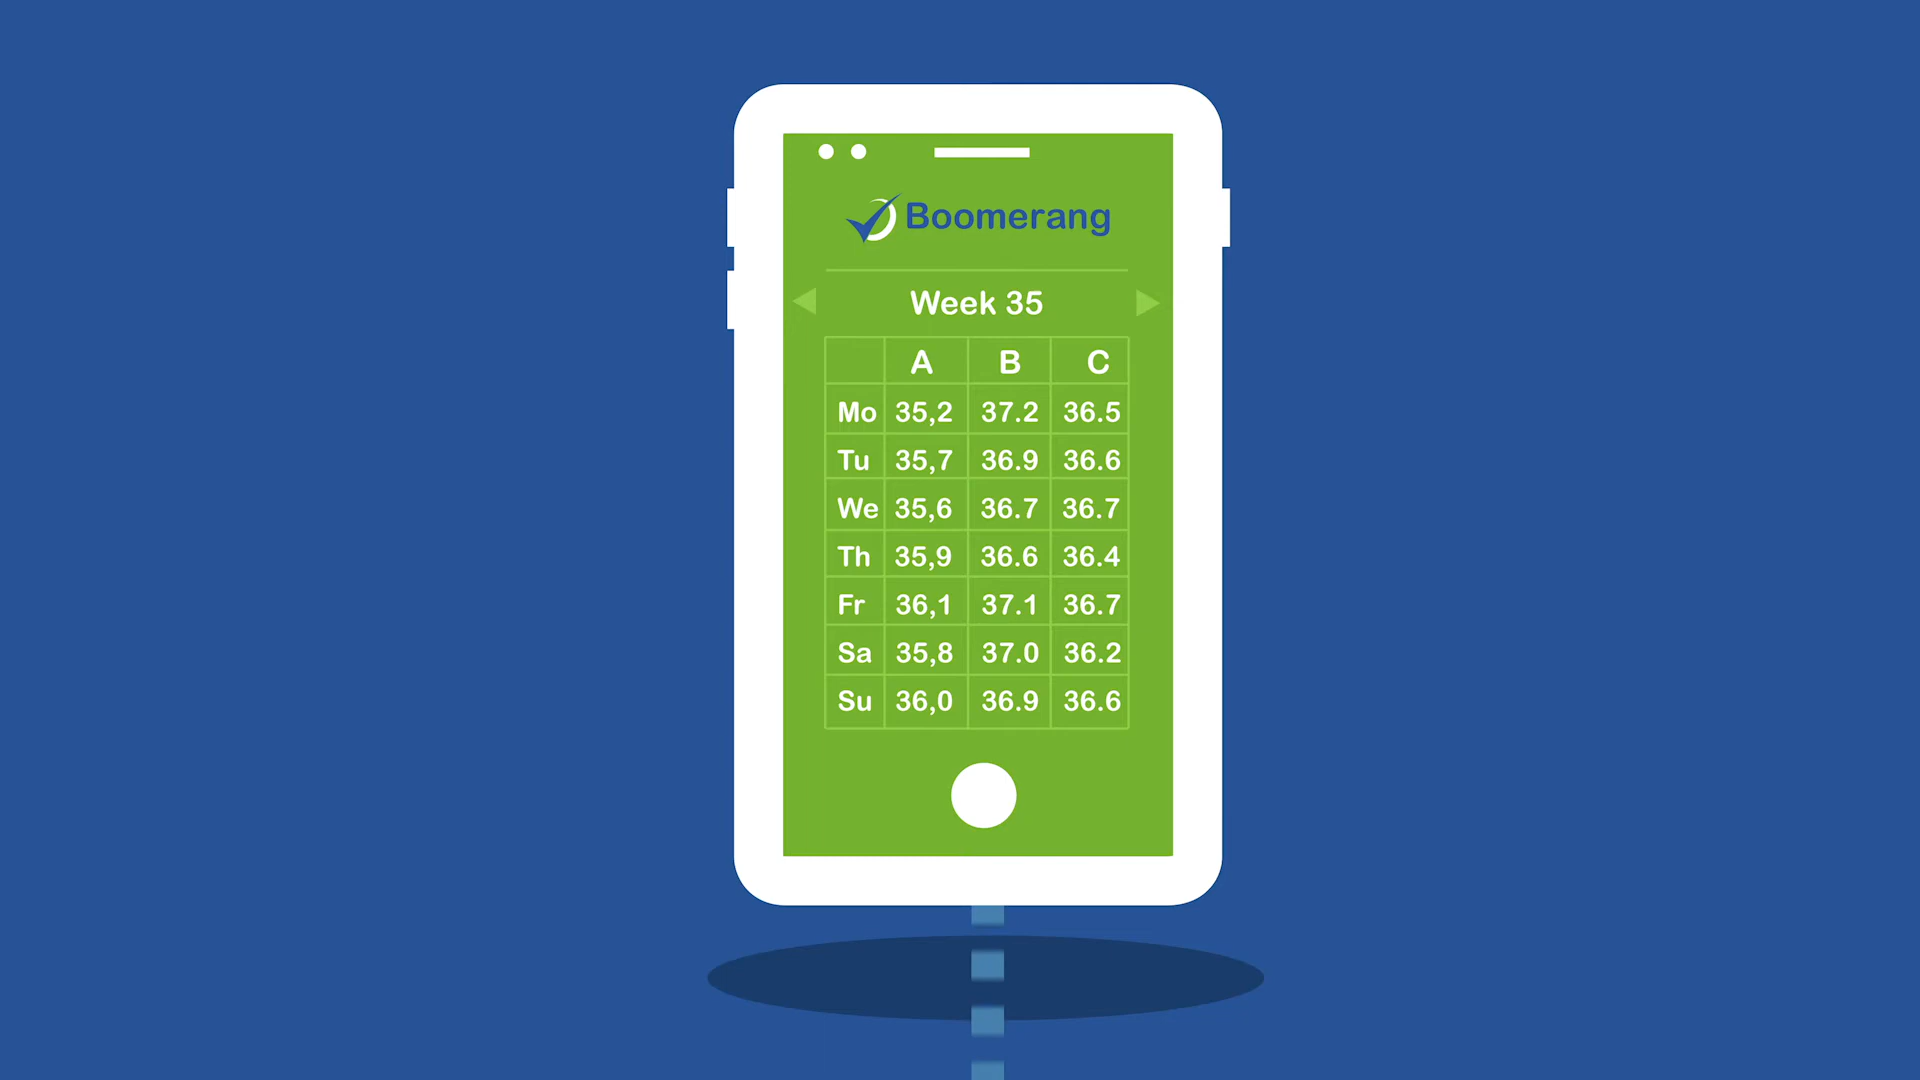 Boomerang
Week 35
A B C
Mo 35,2 37.2 36.5
Tu 35,7 36.9 36.6
We 35,6 36.7 36.7
Th 35,9 36.6 36.4
Fr 36,1 37.1 36.7
Sa 35,8 37.0 36.2
Su 36,0 36.9 36.6